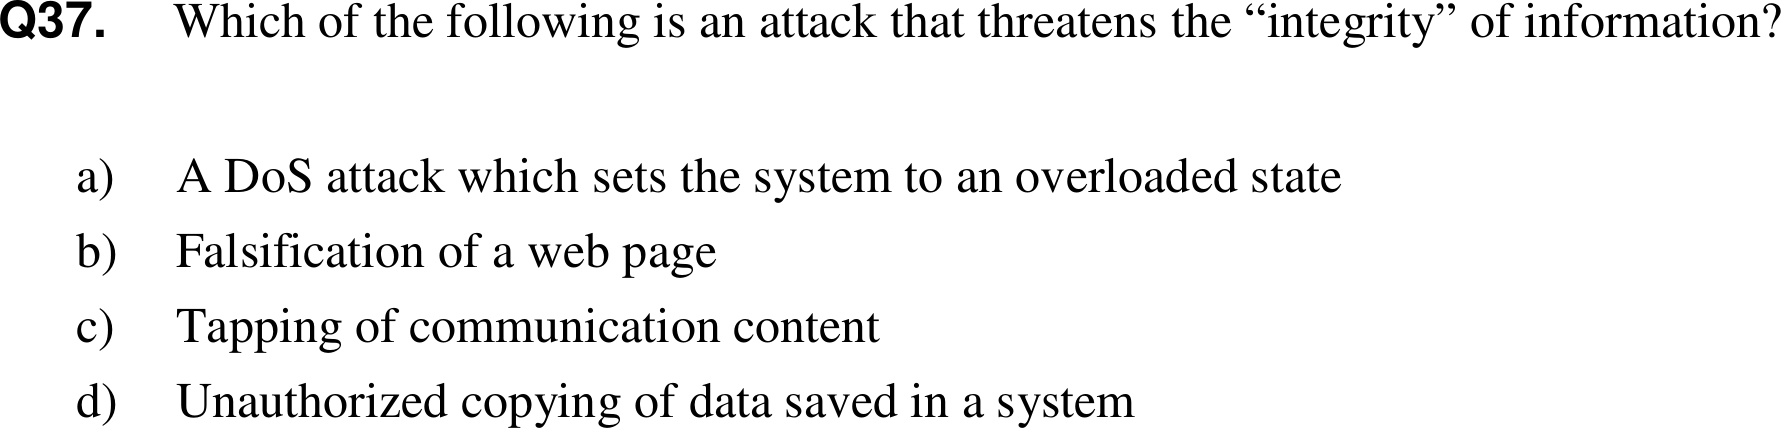 Q37. Which of the following is an attack that threatens the “integrity” of information?
a) A DoS attack which sets the system to an overloaded state
b) Falsification of a web page
c) Tapping of communication content
d) Unauthorized copying of data saved in a system